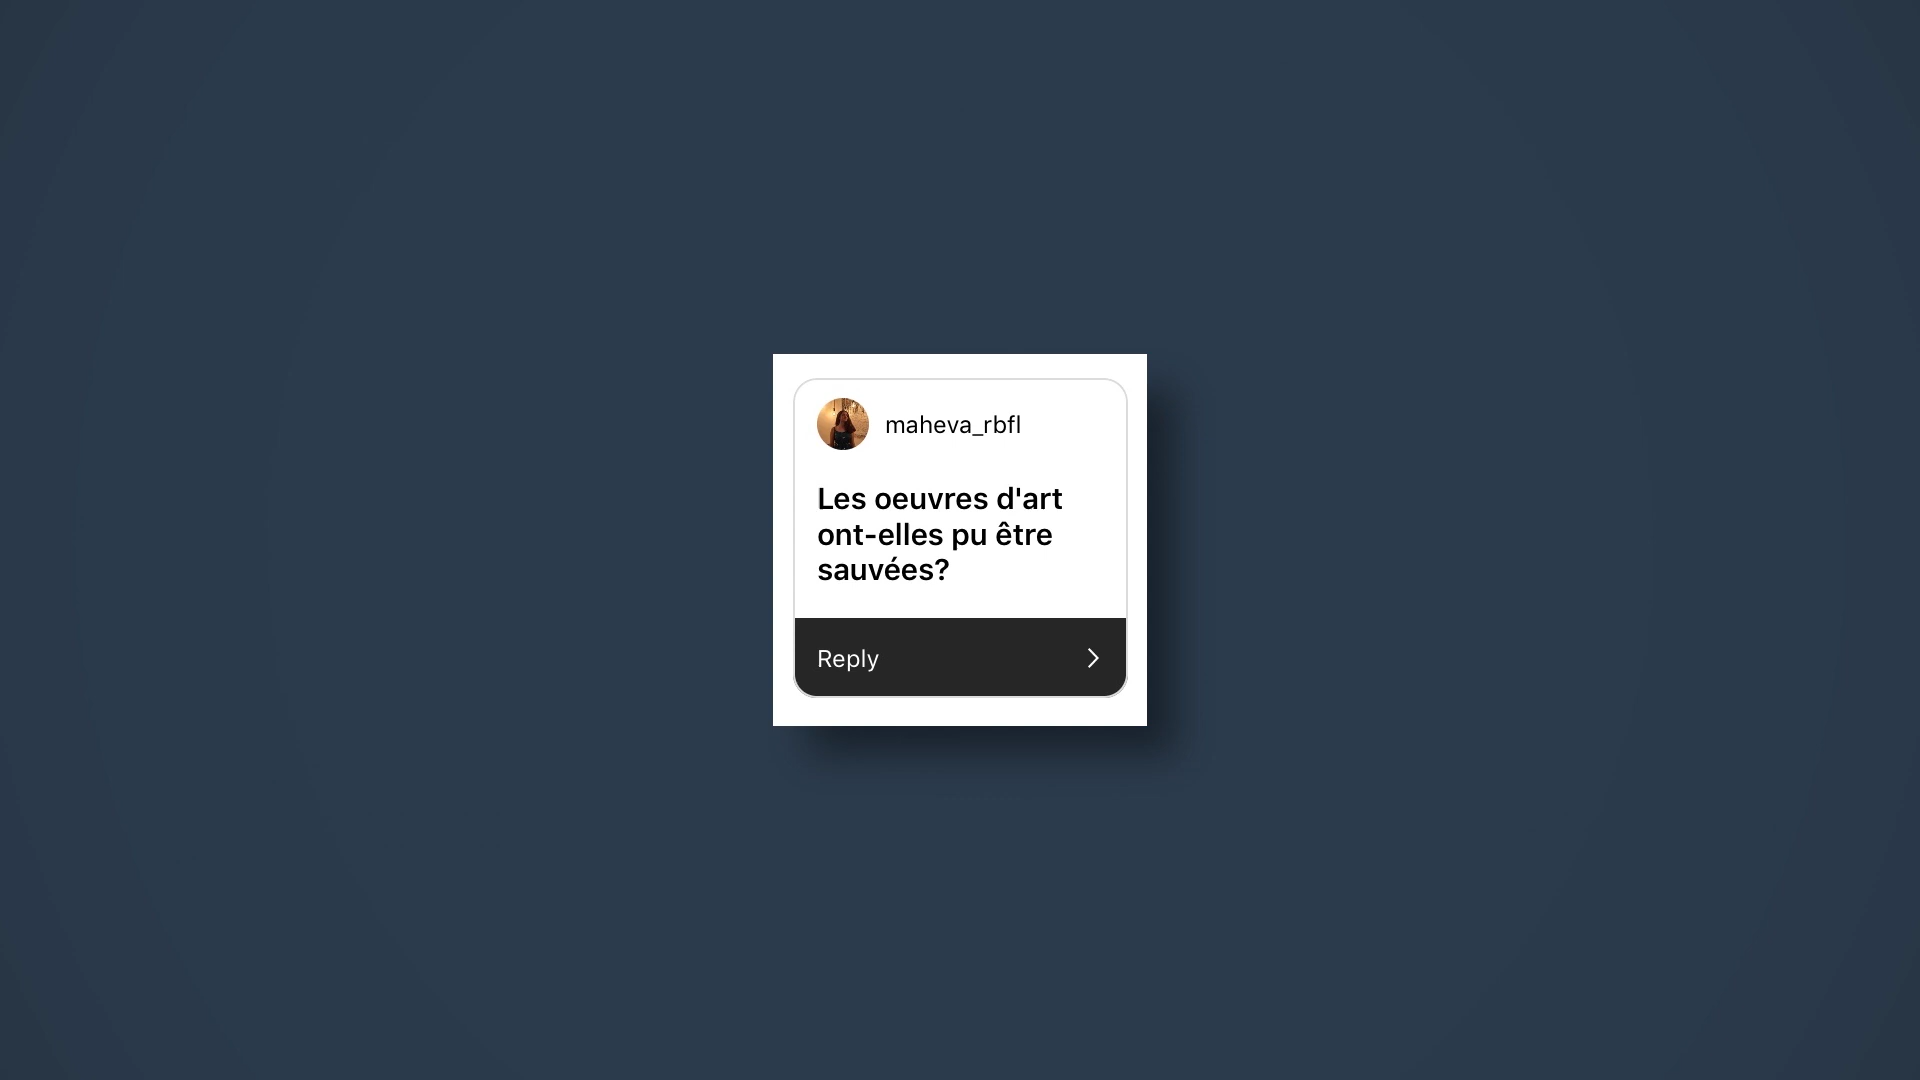 maheva_rbfl
Les oeuvres d'art
ont-elles pu être
sauvées?
Reply